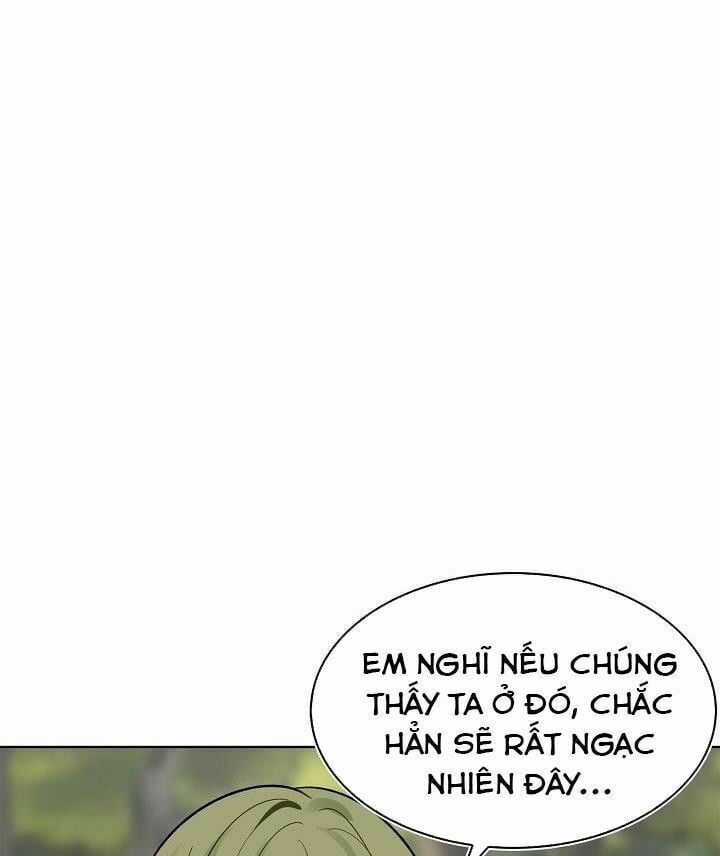 EM NGHĨ NẾU CHÚNG
THẤY TA Ở ĐÓ, CHẮC
HẲN SẼ RẤT NGẠC
NHIÊN ĐÂY...